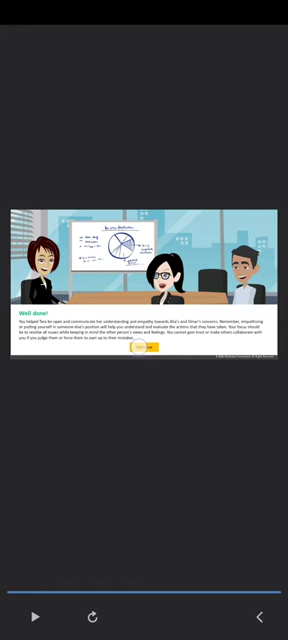 Well done!
You helped Tara be open and communicate her understanding and empathy towards Alia's and Omar's concerns. Remember, empathising
or putting yourself in someone else's position will help you understand and evaluate the actions that they have taken. Your focus should
be to resolve all issues while keeping in mind the other person's views and feelings. You cannot gain trust or make others collaborate with
you if you judge them or force them to own up to their mistakes.